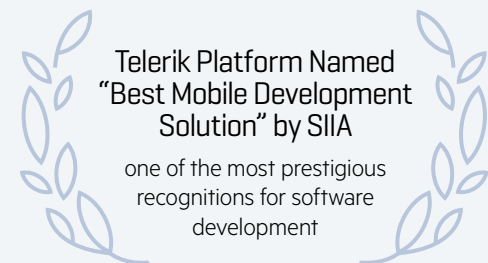 Telerik Platform Named
“Best Mobile Development
Solution” by SIIA
one of the most prestigious
recognitions for software
development